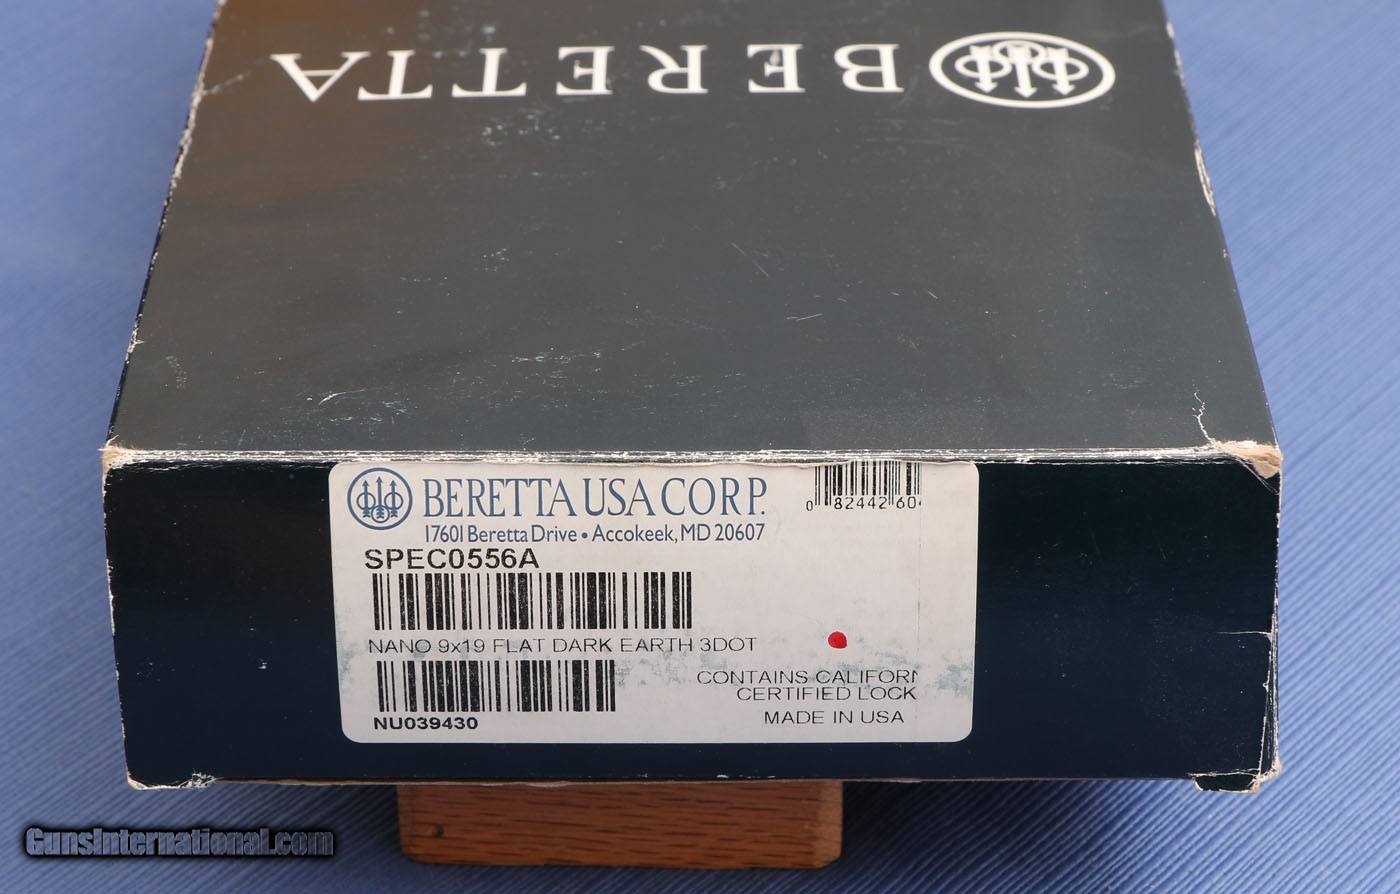 BERETTA
BERETTA USA CORP.
17601 Beretta Drive • Accokeek, MD 20607
0 82442 60
SPEC0556A
NANO 9x19 FLAT DARK EARTH 3DOT
CONTAINS CALIFORN
CERTIFIED LOCK
NU039430
MADE IN USA
GunsInternational.com